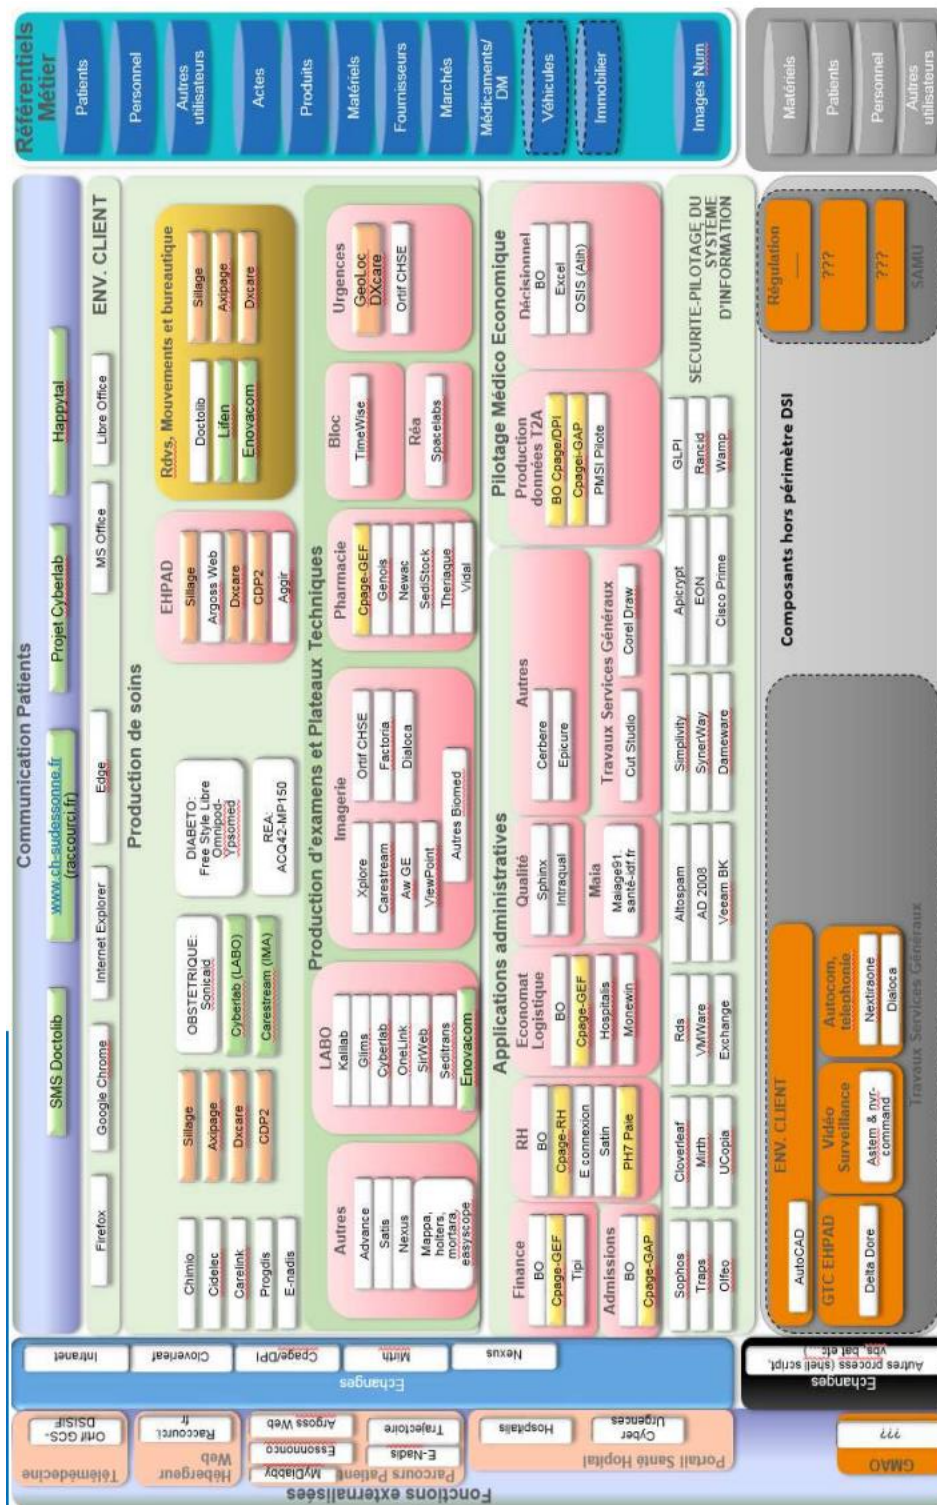 Communication Patients
SMS Doctolib
www.ch-sudessonne.fr
(raccourci.fr)
Projet Cyberlab
Happytal
Firefox
Google Chrome
Internet Explorer
Edge
MS Office
Libre Office
ENV. CLIENT
Production de soins
Chimio
Cidelec
Carelink
Progdis
E-nadis
Sillage
Axipage
Dxcare
CDP2
OBSTETRIQUE:
Sonicaid
Cyberlab (LABO)
Carestream (IMA)
DIABETO:
Free Style Libre
Omnipod-
Ypsomed
REA:
ACQ42-MP150
EHPAD
Sillage
Argoss Web
Dxcare
CDP2
Aggir
Rdvs, Mouvements et bureautique
Doctolib
Lifen
Enovacom
Sillage
Axipage
Dxcare
Production d'examens et Plateaux Techniques
Autres
Advance
Satis
Nexus
Mappa,
holters,
mortara,
easyscope
LABO
Kalilab
Glims
Cyberlab
OneLink
SirWeb
Seditrans
Enovacom
Imagerie
Xplore
Carestream
Aw GE
ViewPoint
Ortif CHSE
Factoria
Dialoca
Autres Biomed
Pharmacie
Cpage-GEF
Genois
Newac
SediStock
Theriaque
Vidal
Bloc
TimeWise
Réa
Spacelabs
Urgences
GeoLoc
DXcare
Ortif CHSE
Applications administratives
Finance
BO
Cpage-GEF
Tipi
Admissions
BO
Cpage-GAP
RH
BO
Cpage-RH
E connexion
Satin
PH7 Paie
Economat
Logistique
BO
Cpage-GEF
Hospitalis
Monewin
Qualité
Sphinx
Intraqual
Maia
Maiage91.
santé-idf.fr
Autres
Cerbere
Epicure
Travaux Services Généraux
Cut Studio
Corel Draw
Pilotage Médico Economique
Production
données T2A
BO Cpage/DPI
Cpagei-GAP
PMSI Pilote
Décisionnel
BO
Excel
OSIS (Atih)
Sophos
Traps
Olfeo
Cloverleaf
Mirth
UCopia
Rds
VMWare
Exchange
Altospam
AD 2008
Veeam BK
Simplivity
SynerWay
Dameware
Apicrypt
EON
Cisco Prime
GLPI
Rancid
Wamp
SECURITE-PILOTAGE DU
SYSTÈME
D'INFORMATION
Composants hors périmètre DSI
ENV. CLIENT
AutoCAD
GTC EHPAD
Delta Dore
Vidéo
Surveillance
Astem & nvr-
command
Autocom,
telephonie
Nextiraone
Dialoca
Travaux Services Généraux
Régulation
----
???
???
SAMU
Référentiels
Métier
Patients
Personnel
Autres
utilisateurs
Actes
Produits
Matériels
Fournisseurs
Marchés
Médicaments/
DM
Véhicules
Immobilier
Images Num
Matériels
Patients
Personnel
Autres
utilisateurs
Echanges
Intranet
Cloverleaf
Cpage/DPI
Mirth
Nexus
Echanges
Autres process (shell script,
vbs, bat etc...)
Fonctions externalisées
Télémédecine
Ortif GCS-
DSISIF
Hébergeur
Web
Raccourci.
fr
Parcours Patient
MyDiabby
Essononco
Argoss Web
E-Nadis
Trajectoire
Portail Santé Hopital
Hospitalis
Cyber
Urgences
GMAO
???